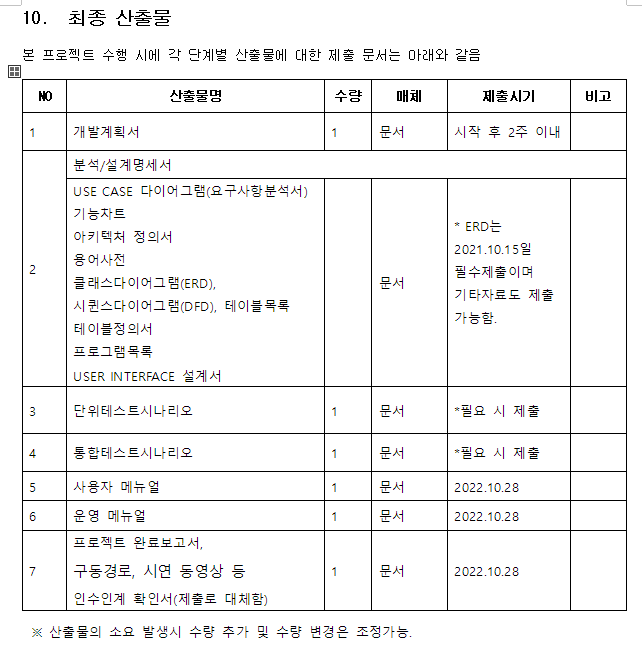 10. 최종 산출물
본 프로젝트 수행 시에 각 단계별 산출물에 대한 제출 문서는 아래와 같음
NO 산출물명 수량 매체 제출시기 비고
1 개발계획서 1 문서 시작 후 2주 이내
2 분석/설계명세서
USE CASE 다이어그램(요구사항분석서)
기능차트
아키텍처 정의서
용어사전
클래스다이어그램(ERD),
시퀀스다이어그램(DFD), 테이블목록
테이블정의서
프로그램목록
USER INTERFACE 설계서
문서
* ERD는
2021.10.15일
필수제출이며
기타자료도 제출
가능함.
3 단위테스트시나리오 1 문서 *필요 시 제출
4 통합테스트시나리오 1 문서 *필요 시 제출
5 사용자 메뉴얼 1 문서 2022.10.28
6 운영 메뉴얼 1 문서 2022.10.28
7 프로젝트 완료보고서,
구동경로, 시연 동영상 등
인수인계 확인서(제출로 대체함)
1 문서 2022.10.28
※ 산출물의 소요 발생시 수량 추가 및 수량 변경은 조정가능.